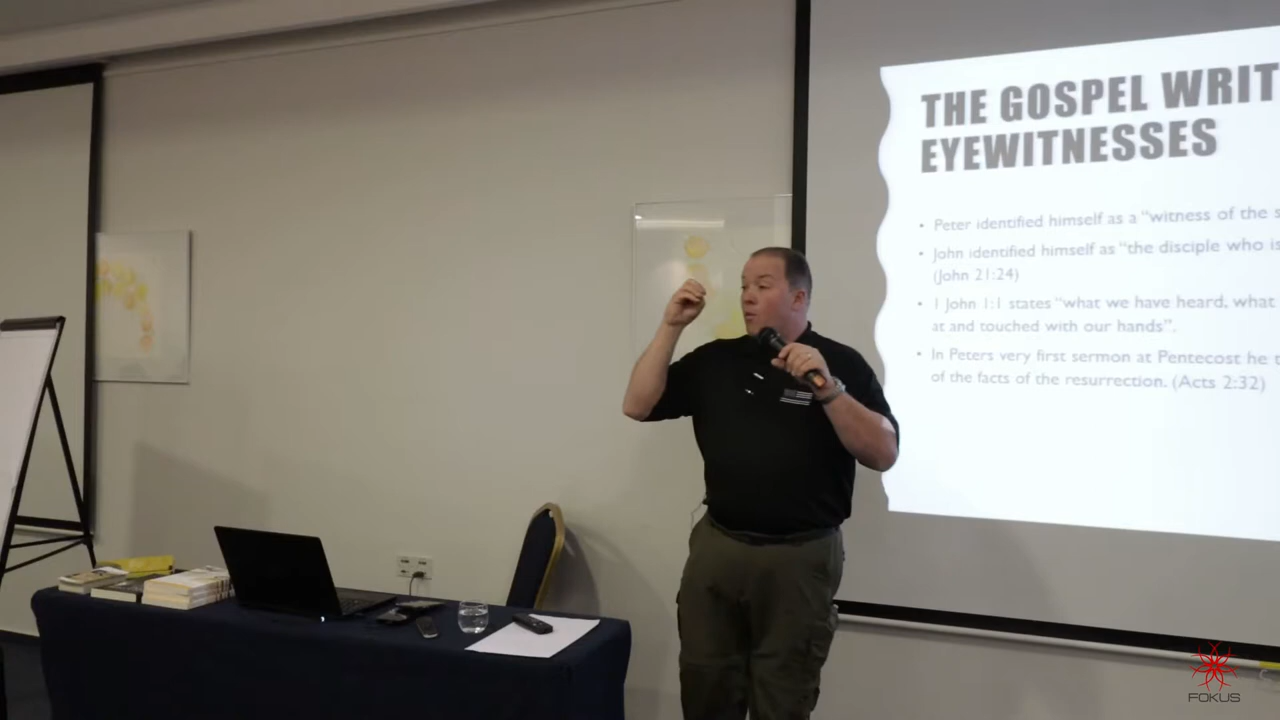 THE GOSPEL WRIT
EYEWITNESSES
• Peter identified himself as a "witness of the s
• John identified himself as "the disciple who is
(John 21:24)
• 1 John 1:1 states "what we have heard, what
at and touched with our hands".
• In Peters very first sermon at Pentecost he t
of the facts of the resurrection. (Acts 2:32)
FOKUS